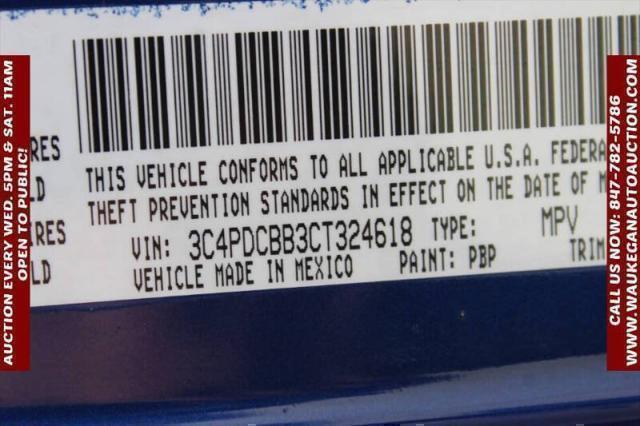 AUCTION EVERY WED. 5PM & SAT. 11AM
OPEN TO PUBLIC!
RES
LD
IRES
LD
THIS VEHICLE CONFORMS TO ALL APPLICABLE U.S.A. FEDERA
THEFT PREVENTION STANDARDS IN EFFECT ON THE DATE OF M
VIN: 3C4PDCBB3CT324618 TYPE: MPV
VEHICLE MADE IN MEXICO PAINT: PBP TRIM
CALL US NOW: 847-782-5786
WWW.WAUKEGANAUTOAUCTION.COM